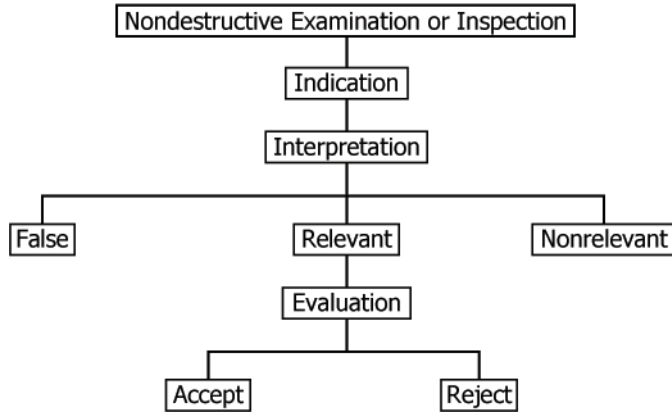 Nondestructive Examination or Inspection
Indication
Interpretation
False
Relevant
Nonrelevant
Evaluation
Accept
Reject